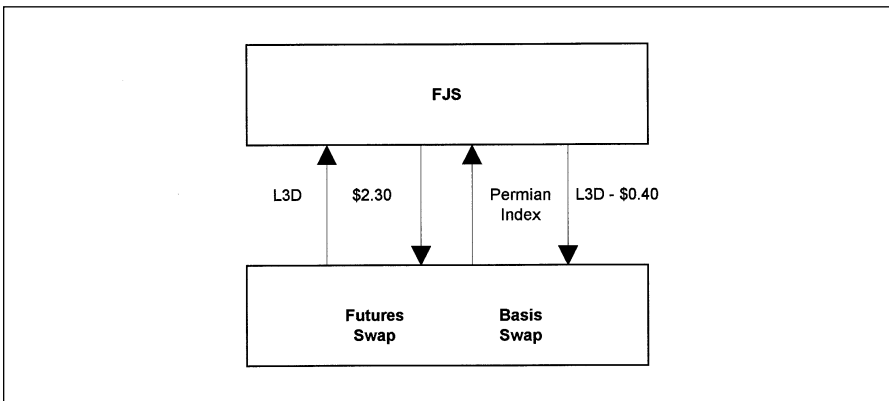 FJS
L3D
$2.30
Permian
Index
L3D - $0.40
Futures
Swap
Basis
Swap